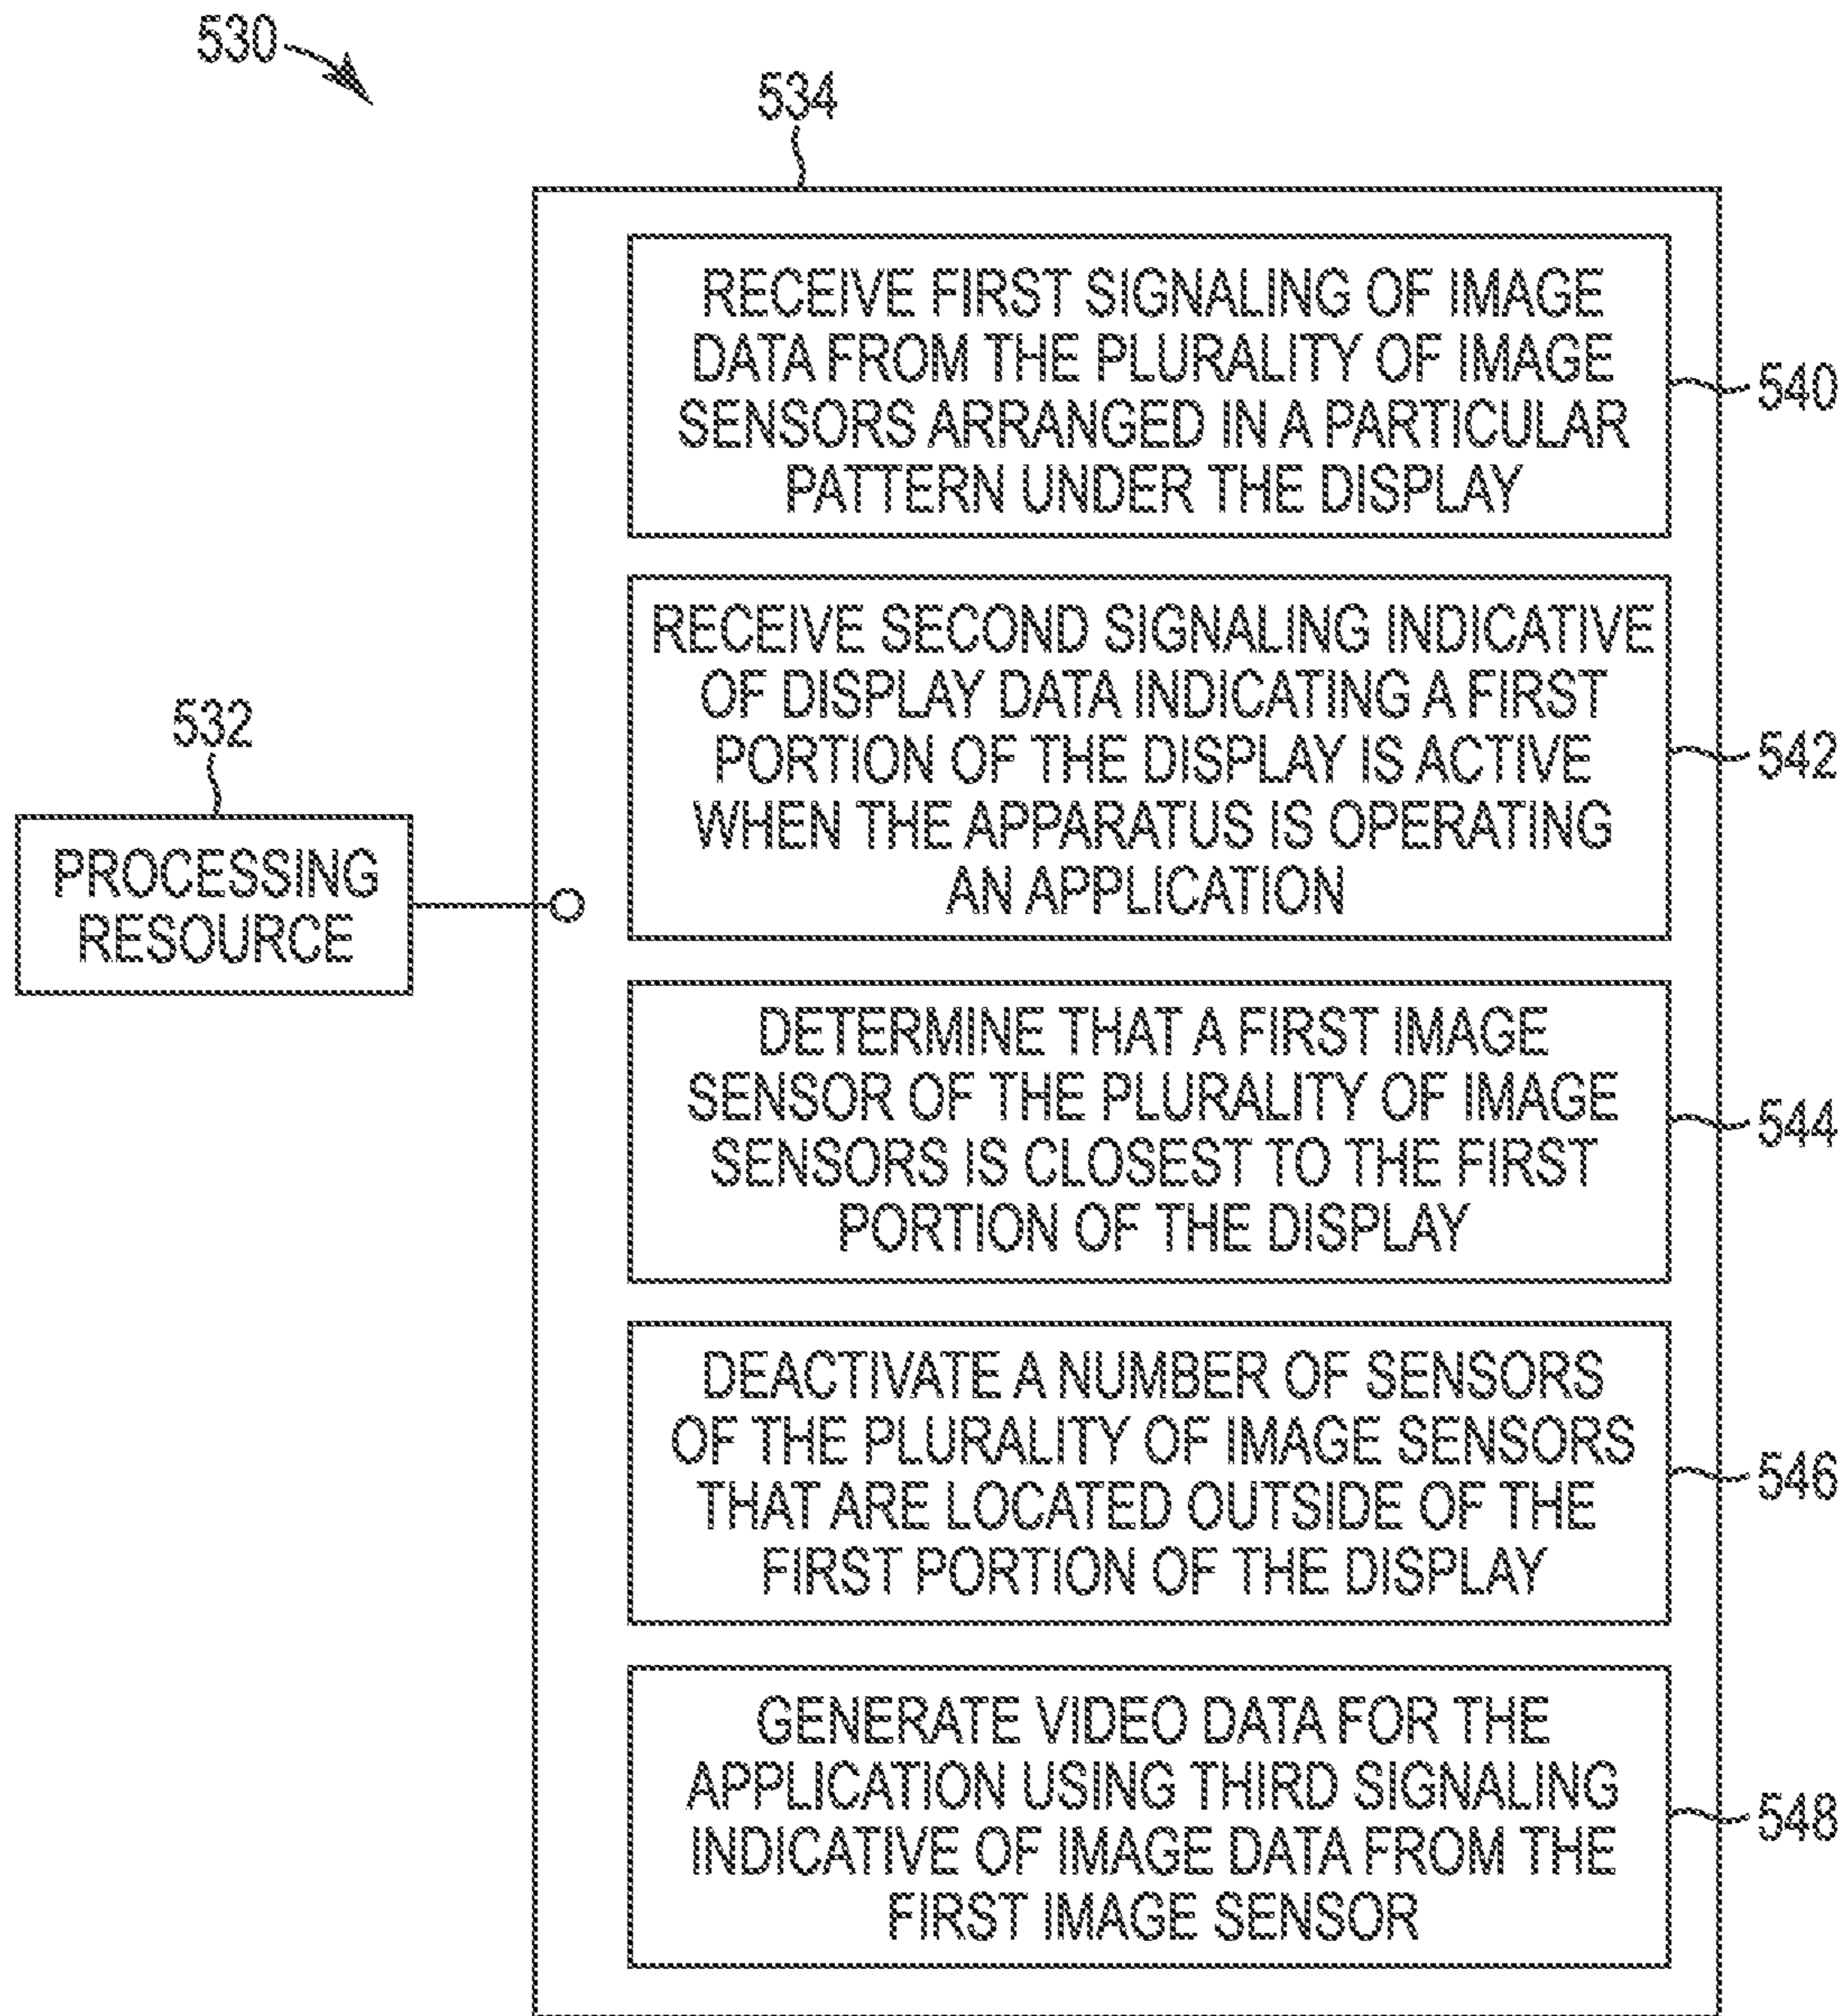 530
534
RECEIVE FIRST SIGNALING OF IMAGE
DATA FROM THE PLURALITY OF IMAGE
SENSORS ARRANGED IN A PARTICULAR
PATTERN UNDER THE DISPLAY
540
RECEIVE SECOND SIGNALING INDICATIVE
OF DISPLAY DATA INDICATING A FIRST
PORTION OF THE DISPLAY IS ACTIVE
WHEN THE APPARATUS IS OPERATING
AN APPLICATION
542
532
PROCESSING
RESOURCE
DETERMINE THAT A FIRST IMAGE
SENSOR OF THE PLURALITY OF IMAGE
SENSORS IS CLOSEST TO THE FIRST
PORTION OF THE DISPLAY
544
DEACTIVATE A NUMBER OF SENSORS
OF THE PLURALITY OF IMAGE SENSORS
THAT ARE LOCATED OUTSIDE OF THE
FIRST PORTION OF THE DISPLAY
546
GENERATE VIDEO DATA FOR THE
APPLICATION USING THIRD SIGNALING
INDICATIVE OF IMAGE DATA FROM THE
FIRST IMAGE SENSOR
548